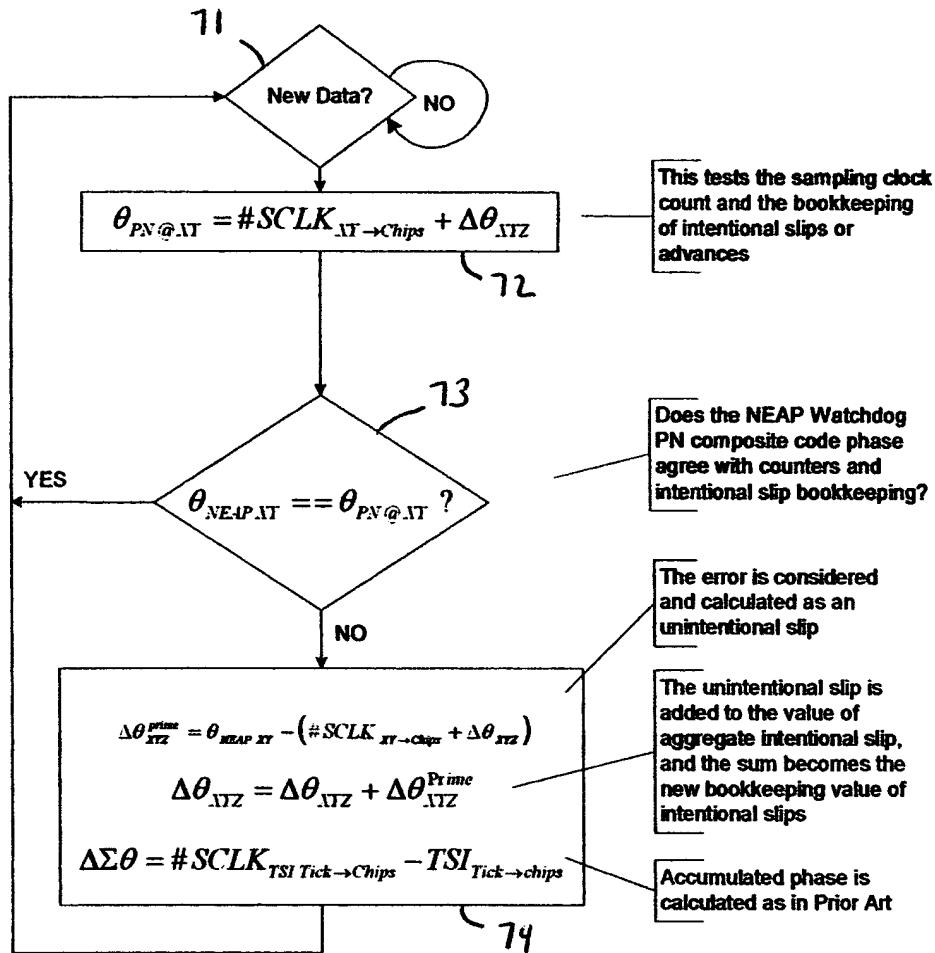 71
New Data?
NO
θ_{PN@XT} = #SCLK_{XT→Chips} + Δθ_{XTZ}
72
This tests the sampling clock
count and the bookkeeping
of intentional slips or
advances
73
YES
θ_{NEAP XT} == θ_{PN@XT} ?
Does the NEAP Watchdog
PN composite code phase
agree with counters and
intentional slip bookkeeping?
NO
The error is considered
and calculated as an
unintentional slip
Δθ_{XTZ}^{prime} = θ_{NEAP XT} − (#SCLK_{XT→Chips} + Δθ_{XTZ})
Δθ_{XTZ} = Δθ_{XTZ} + Δθ_{XTZ}^{Prime}
The unintentional slip is
added to the value of
aggregate intentional slip,
and the sum becomes the
new bookkeeping value of
intentional slips
ΔΣθ = #SCLK_{TSI Tick→Chips} − TSI_{Tick→chips}
Accumulated phase is
calculated as in Prior Art
74